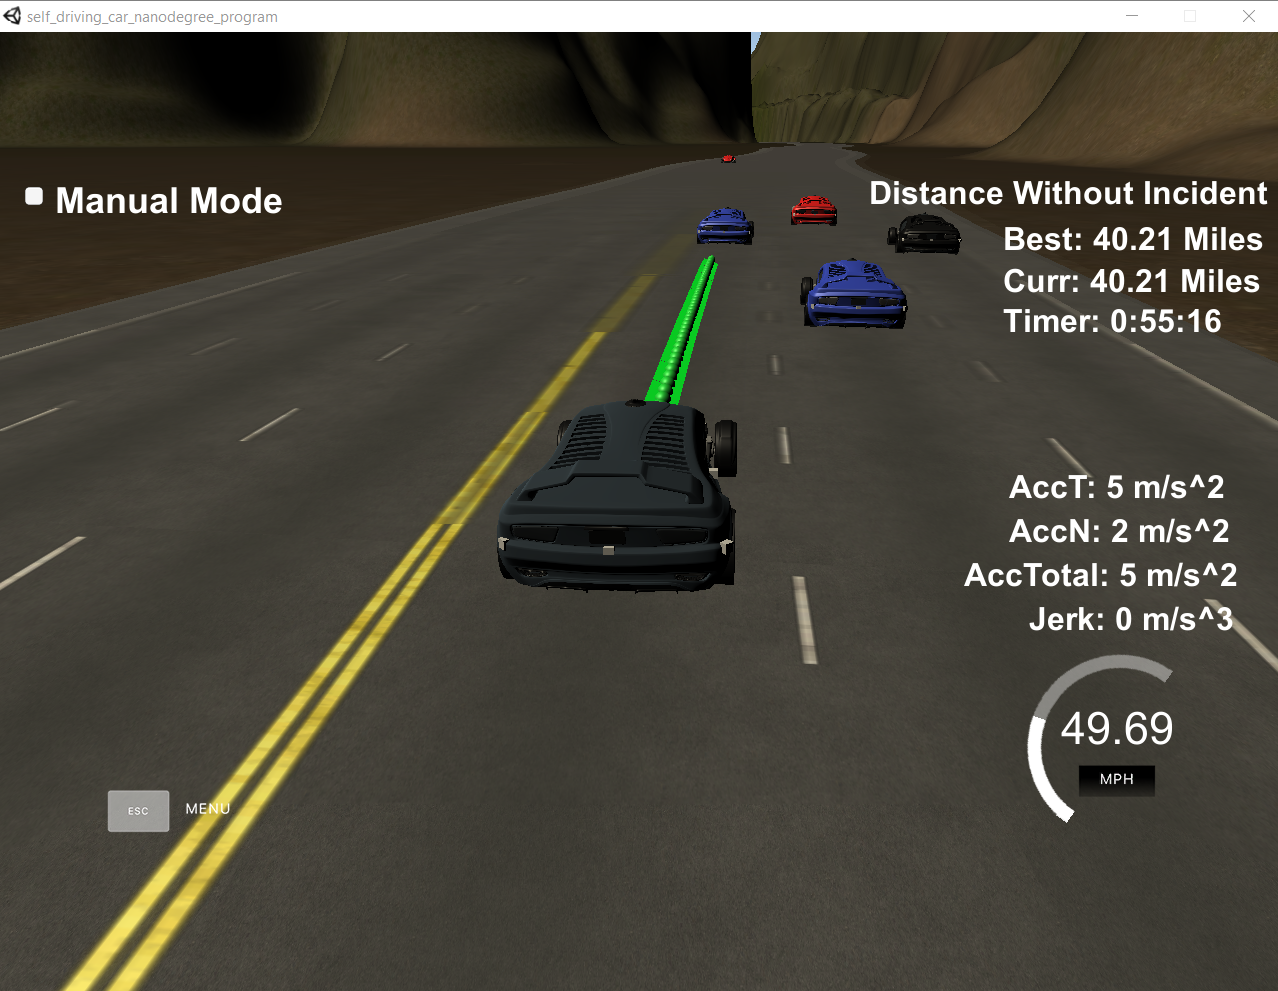 self_driving_car_nanodegree_program
Manual Mode
Distance Without Incident
Best: 40.21 Miles
Curr: 40.21 Miles
Timer: 0:55:16
AccT: 5 m/s^2
AccN: 2 m/s^2
AccTotal: 5 m/s^2
Jerk: 0 m/s^3
49.69
MPH
ESC MENU